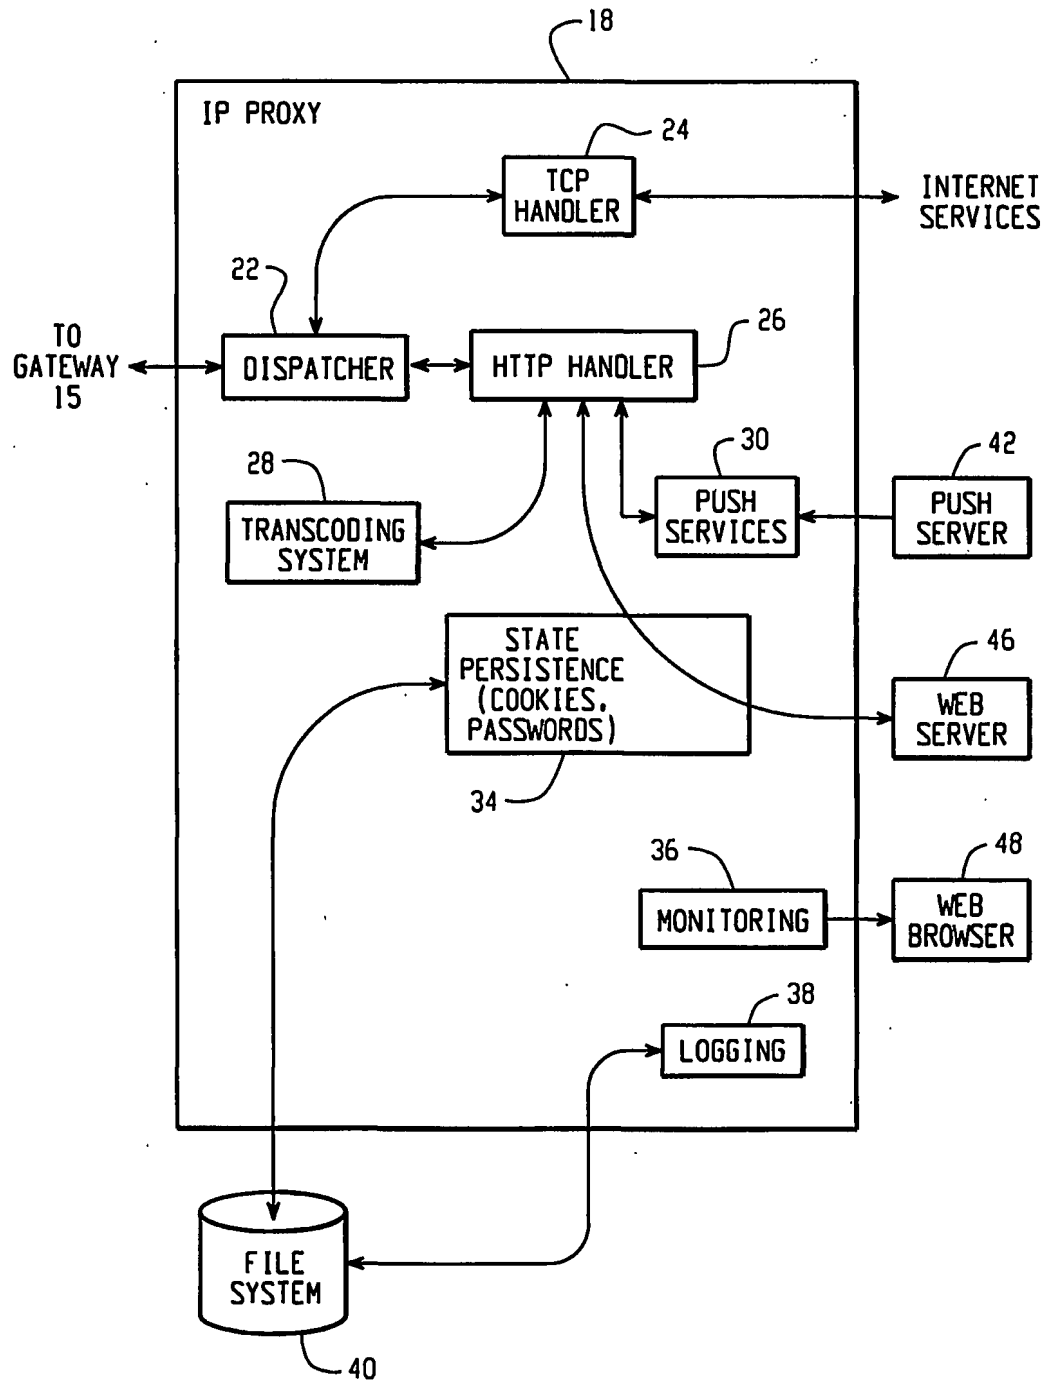 18
IP PROXY
24
TCP
HANDLER
INTERNET
SERVICES
22
TO
GATEWAY
15
DISPATCHER
HTTP HANDLER
26
28
TRANSCODING
SYSTEM
30
PUSH
SERVICES
42
PUSH
SERVER
STATE
PERSISTENCE
(COOKIES,
PASSWORDS)
34
46
WEB
SERVER
36
MONITORING
48
WEB
BROWSER
38
LOGGING
FILE
SYSTEM
40